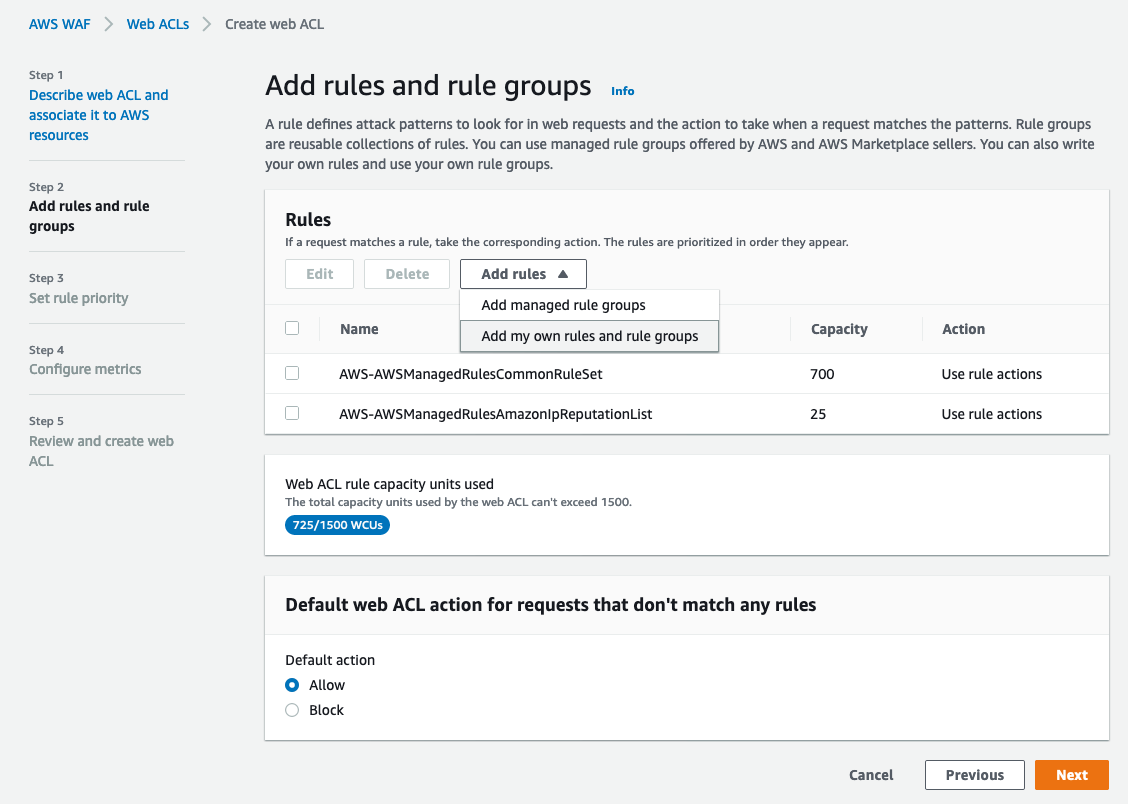 AWS WAF > Web ACLs > Create web ACL
Step 1
Describe web ACL and
associate it to AWS
resources
Step 2
Add rules and rule
groups
Step 3
Set rule priority
Step 4
Configure metrics
Step 5
Review and create web
ACL
Add rules and rule groups Info
A rule defines attack patterns to look for in web requests and the action to take when a request matches the patterns. Rule groups
are reusable collections of rules. You can use managed rule groups offered by AWS and AWS Marketplace sellers. You can also write
your own rules and use your own rule groups.
Rules
If a request matches a rule, take the corresponding action. The rules are prioritized in order they appear.
Edit Delete Add rules
Add managed rule groups
Add my own rules and rule groups
Name Capacity Action
AWS-AWSManagedRulesCommonRuleSet 700 Use rule actions
AWS-AWSManagedRulesAmazonIpReputationList 25 Use rule actions
Web ACL rule capacity units used
The total capacity units used by the web ACL can't exceed 1500.
725/1500 WCUs
Default web ACL action for requests that don't match any rules
Default action
Allow
Block
Cancel Previous Next